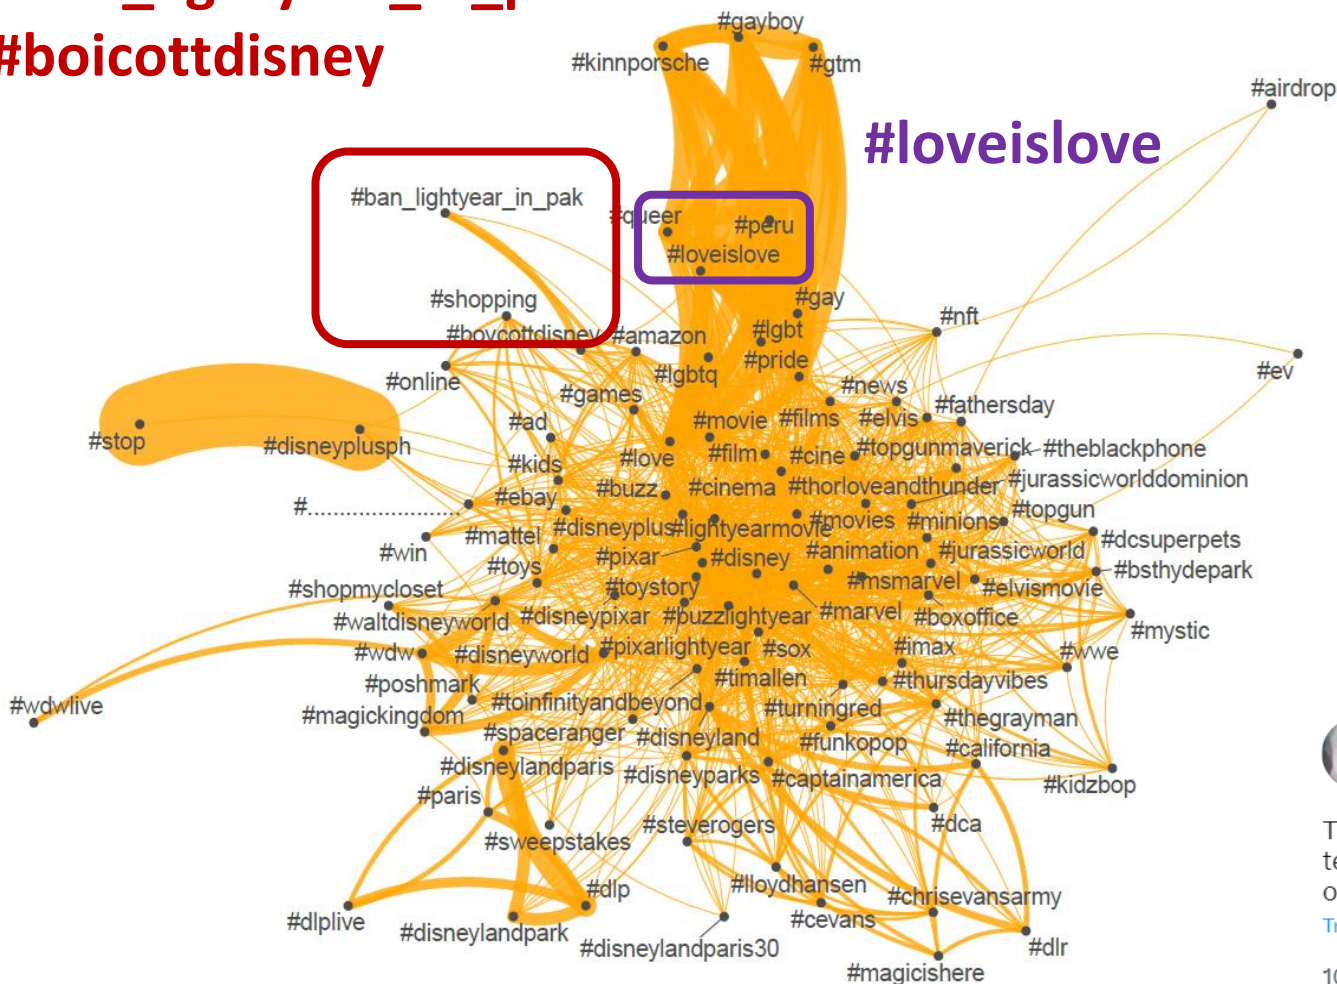 #boicottdisney
#gayboy
#kinnporsche
#gtm
#airdrop
#loveislove
#ban_lightyear_in_pak
#queer
#peru
#loveislove
#shopping
#gay
#nft
#boycottdisney
#amazon
#lgbt
#pride
#ev
#online
#lgbtq
#games
#news
#ad
#movie
#films
#elvis
#fathersday
#stop
#disneyplusph
#kids
#love
#film
#cine
#topgunmaverick
#theblackphone
#buzz
#cinema
#thorloveandthunder
#jurassicworlddominion
#ebay
#.......................
#topgun
#mattel
#disneyplus
#lightyearmovie
#movies
#minions
#dcsuperpets
#win
#pixar
#disney
#animation
#jurassicworld
#bsthydepark
#toys
#toystory
#msmarvel
#elvismovie
#shopmycloset
#waltdisneyworld
#disneypixar
#buzzlightyear
#marvel
#boxoffice
#mystic
#wdw
#disneyworld
#pixarlightyear
#sox
#imax
#wwe
#poshmark
#timallen
#thursdayvibes
#wdwlive
#magickingdom
#toinfinityandbeyond
#turningred
#thegrayman
#spaceranger
#disneyland
#funkopop
#california
#disneylandparis
#disneyparks
#captainamerica
#kidzbop
#paris
#steverogers
#dca
#sweepstakes
#dlp
#lloydhansen
#chrisevansarmy
#dlplive
#disneylandpark
#cevans
#disneylandparis30
#dlr
#magicishere